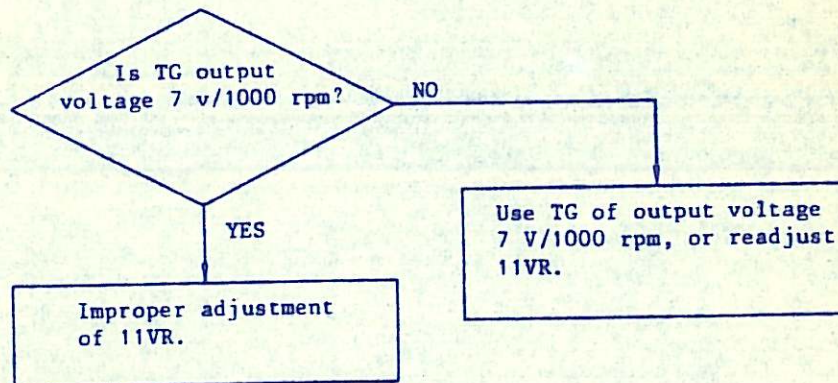 Is TG output
voltage 7 v/1000 rpm?
NO
YES
Use TG of output voltage
7 V/1000 rpm, or readjust
11VR.
Improper adjustment
of 11VR.